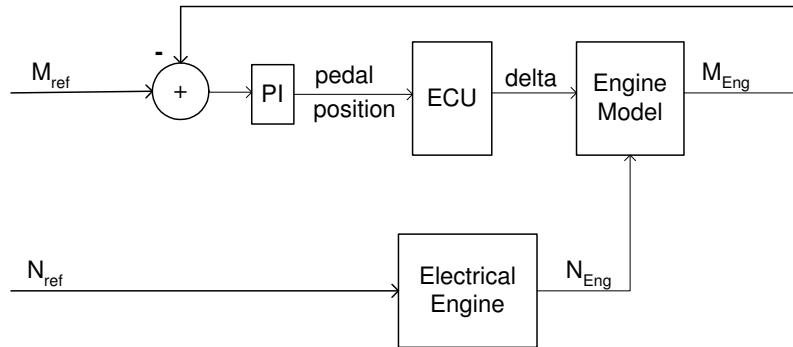 -
M_ref
+
PI
pedal
position
ECU
delta
Engine
Model
M_Eng
N_ref
Electrical
Engine
N_Eng